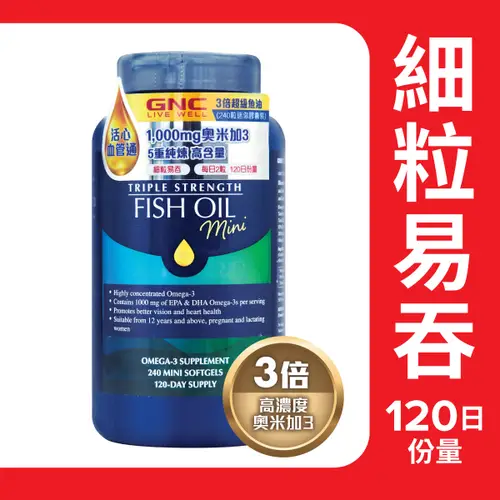 GNC
LIVE WELL
3倍超級魚油
(240粒迷你膠囊裝)
活心
血管通
1,000mg奧米加3
5重純煉 高含量
細粒易吞
每日2粒 120日份量
TRIPLE STRENGTH
FISH OIL
Mini
• Highly concentrated Omega-3
• Contains 1000 mg of EPA & DHA Omega-3s per serving
• Promotes better vision and heart health
• Suitable from 12 years and above, pregnant and lactating
women
OMEGA-3 SUPPLEMENT
240 MINI SOFTGELS
120-DAY SUPPLY
3倍
高濃度
奧米加3
細粒易吞
120日
份量